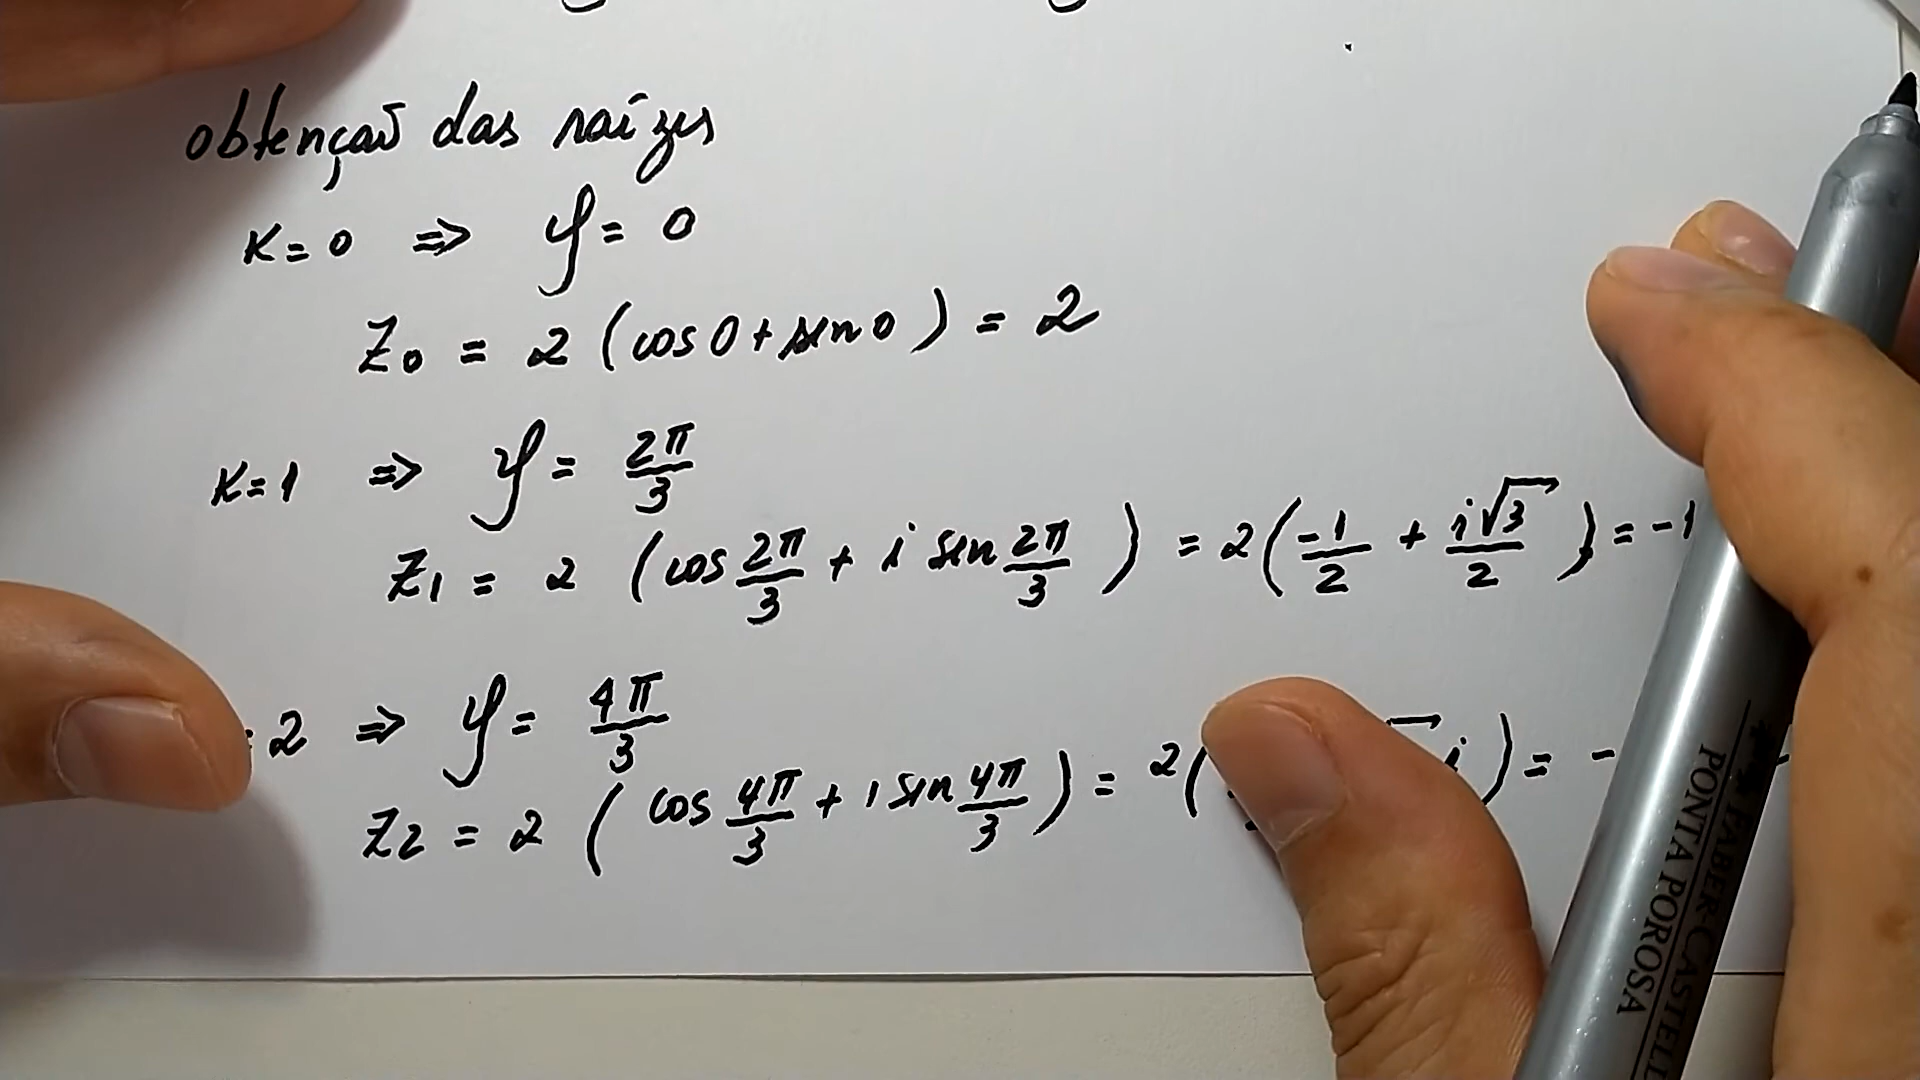 obtenção das raízes
K=0 ⇒ φ = 0
Z0 = 2 (cos 0 + sen 0) = 2
K=1 ⇒ φ = 2π/3
Z1 = 2 (cos 2π/3 + i sen 2π/3) = 2(-1/2 + i√3/2) = -1
= 2 ⇒ φ = 4π/3
Z2 = 2 (cos 4π/3 + i sen 4π/3) = 2( i) = -
FABER-CASTELL
PONTA POROSA